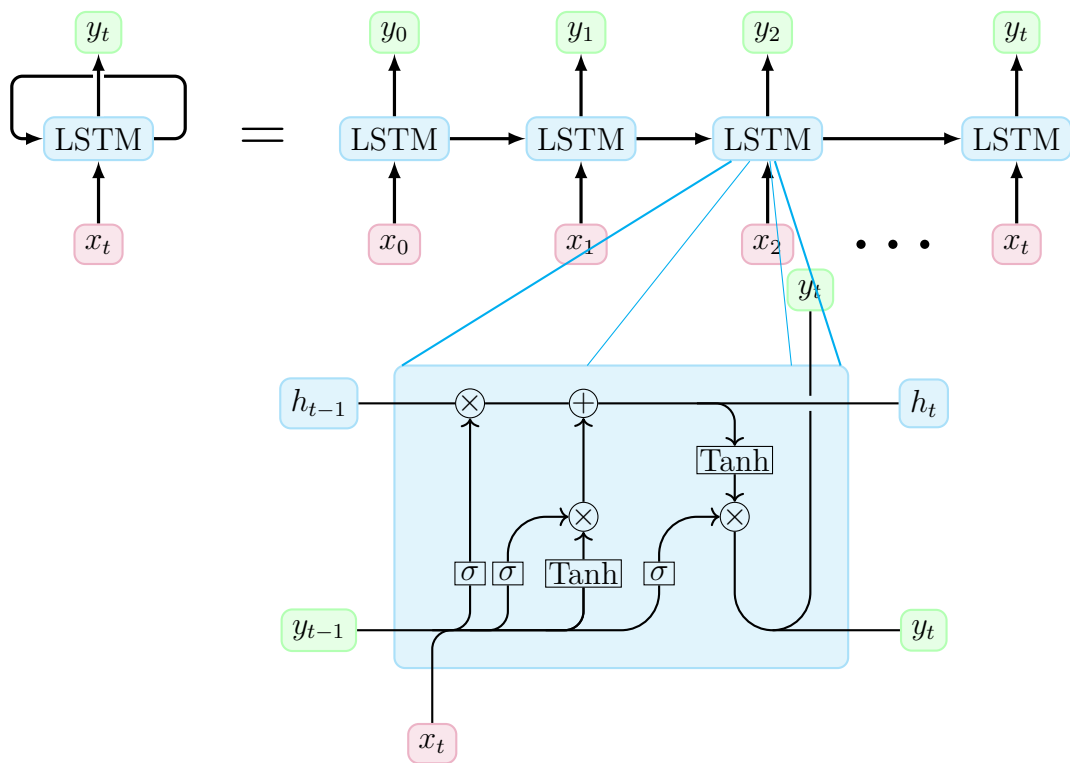 y_t y_0 y_1 y_2 y_t
LSTM = LSTM LSTM LSTM LSTM
x_t x_0 x_1 x_2 • • • x_t
y_t
h_{t-1} × + h_t
Tanh
× ×
σ σ Tanh σ
y_{t-1} y_t
x_t